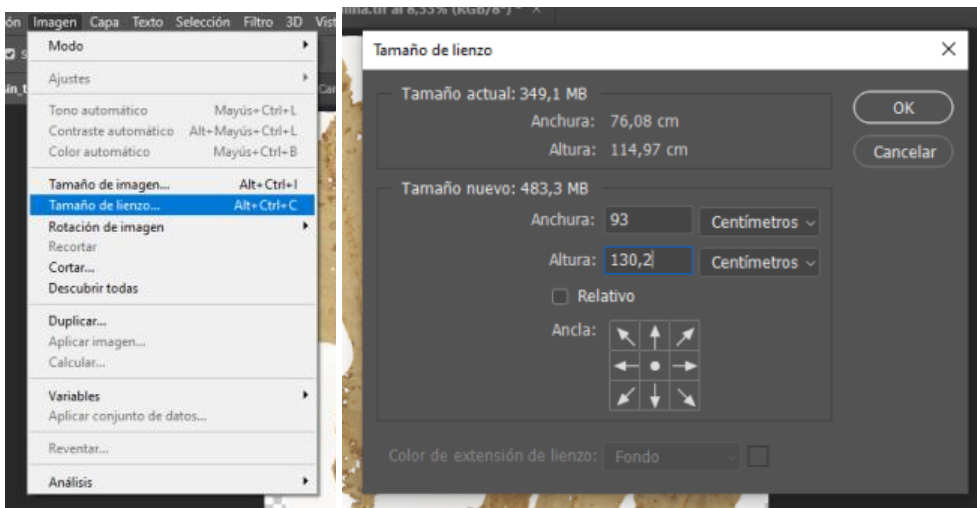 ón Imagen Capa Texto Selección Filtro 3D Vist
Modo
Ajustes
Tono automático Mayús+Ctrl+L
Contraste automático Alt+Mayús+Ctrl+L
Color automático Mayús+Ctrl+B
Tamaño de imagen... Alt+Ctrl+I
Tamaño de lienzo... Alt+Ctrl+C
Rotación de imagen
Recortar
Cortar...
Descubrir todas
Duplicar...
Aplicar imagen...
Calcular...
Variables
Aplicar conjunto de datos...
Reventar...
Análisis
Tamaño de lienzo
Tamaño actual: 349,1 MB
Anchura: 76,08 cm
Altura: 114,97 cm
OK
Cancelar
Tamaño nuevo: 483,3 MB
Anchura: 93 Centímetros
Altura: 130,2 Centímetros
Relativo
Ancla:
Color de extensión de lienzo: Fondo